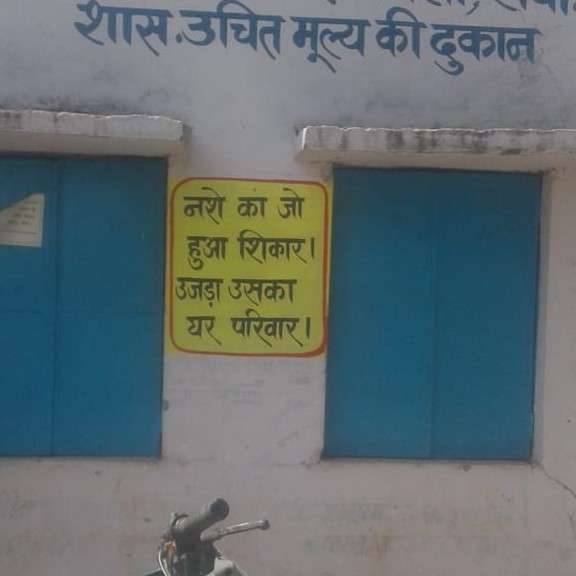 शास.उचित मूल्य की दुकान
नशे का जो
हुआ शिकार।
उजड़ा उसका
घर परिवार।